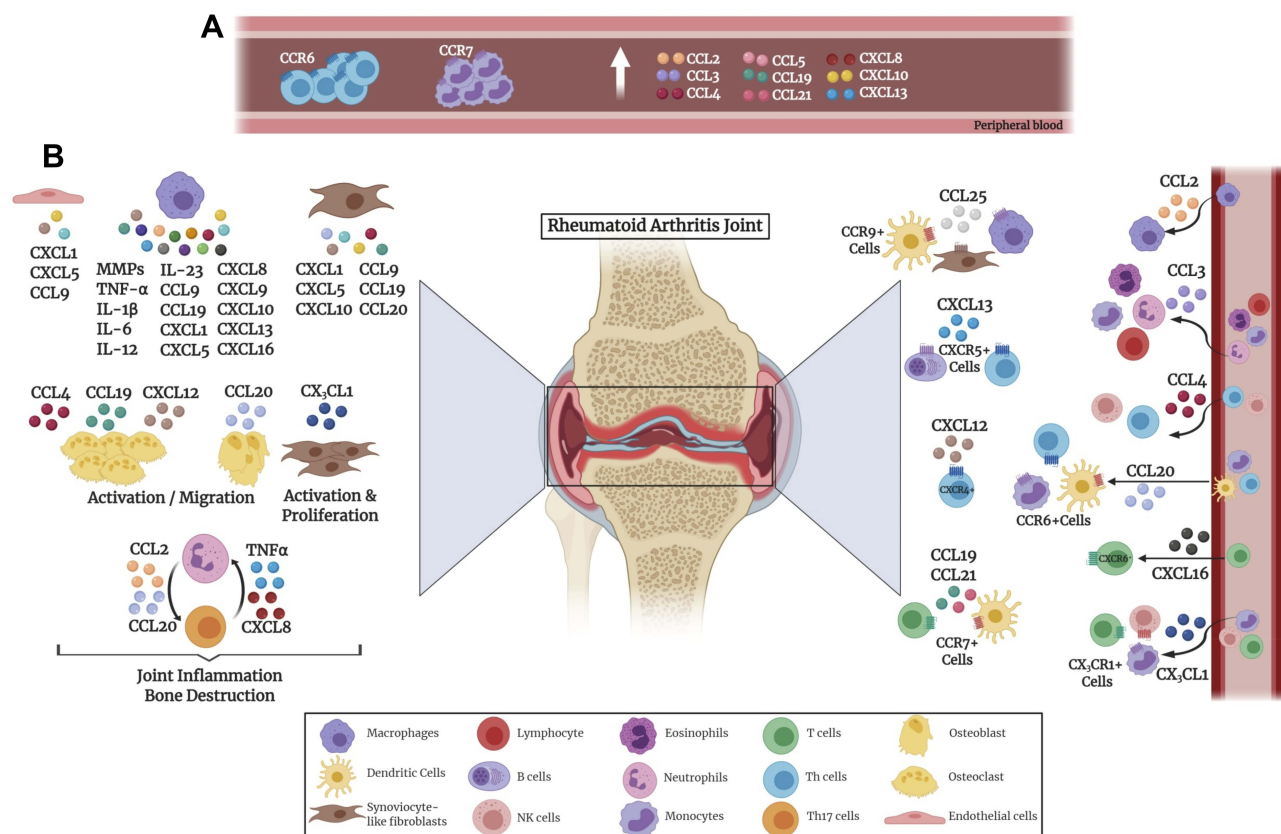 A
CCR6
CCR7
CCL2
CCL3
CCL4
CCL5
CCL19
CCL21
CXCL8
CXCL10
CXCL13
Peripheral blood
B
CXCL1
CXCL5
CCL9
MMPs
TNF-α
IL-1β
IL-6
IL-12
IL-23
CCL9
CCL19
CXCL1
CXCL5
CXCL8
CXCL9
CXCL10
CXCL13
CXCL16
CXCL1
CXCL5
CXCL10
CCL9
CCL19
CCL20
CCL4
CCL19
CXCL12
CCL20
CX₃CL1
Activation / Migration
Activation &
Proliferation
CCL2
CCL20
TNFα
CXCL8
Joint Inflammation
Bone Destruction
Rheumatoid Arthritis Joint
CCL25
CCR9+
Cells
CXCL13
CXCR5+
Cells
CXCL12
CXCR4+
CCL19
CCL21
CCR7+
Cells
CCL2
CCL3
CCL4
CCL20
CCR6+Cells
CXCR6+
CXCL16
CX₃CR1+
Cells
CX₃CL1
Macrophages
Lymphocyte
Eosinophils
T cells
Osteoblast
Dendritic Cells
B cells
Neutrophils
Th cells
Osteoclast
Synoviocyte-
like fibroblasts
NK cells
Monocytes
Th17 cells
Endothelial cells